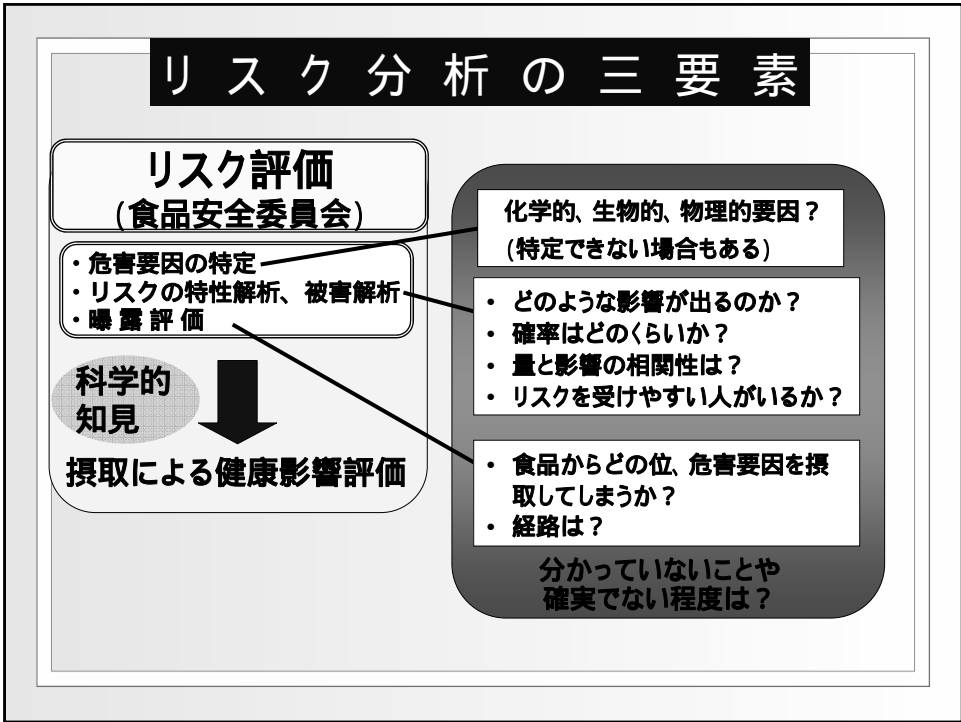 リスク分析の三要素
リスク評価
(食品安全委員会)
・危害要因の特定
・リスクの特性解析、被害解析
・曝露評価
科学的
知見
摂取による健康影響評価
化学的、生物的、物理的要因？
(特定できない場合もある)
• どのような影響が出るのか？
• 確率はどのくらいか？
• 量と影響の相関性は？
• リスクを受けやすい人がいるか？
• 食品からどの位、危害要因を摂
取してしまうか？
• 経路は？
分かっていないことや
確実でない程度は？